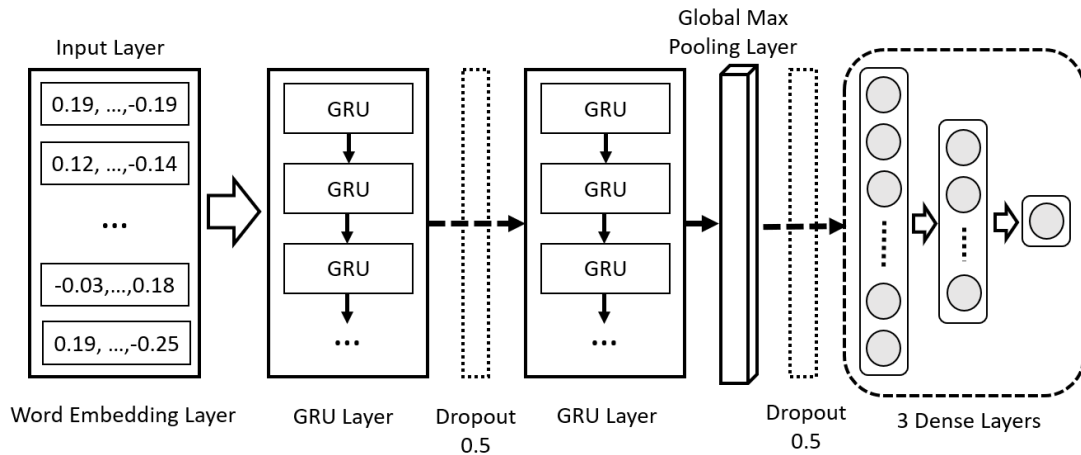 Input Layer
0.19, ...,-0.19
0.12, ...,-0.14
...
-0.03,...,0.18
0.19, ...,-0.25
Word Embedding Layer
GRU
GRU
GRU
...
GRU Layer
Dropout
0.5
GRU
GRU
GRU
...
GRU Layer
Global Max
Pooling Layer
Dropout
0.5
3 Dense Layers